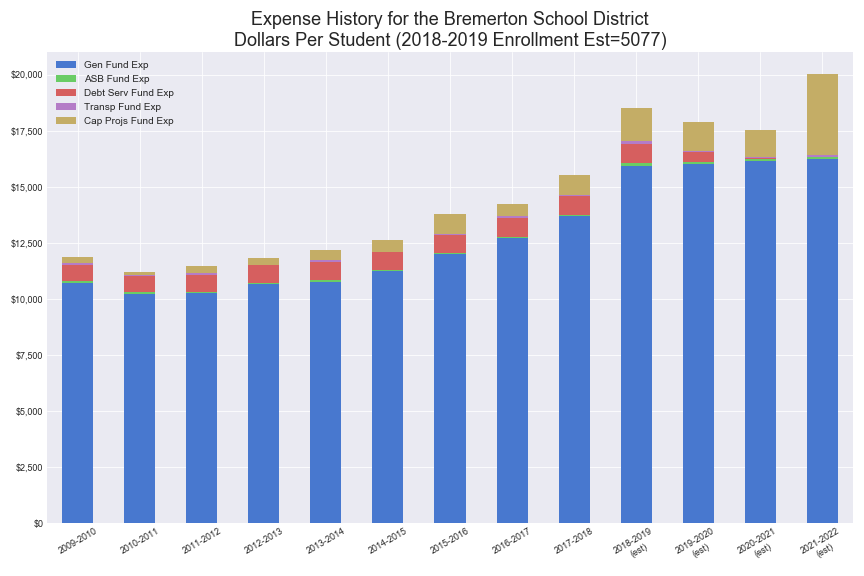 Expense History for the Bremerton School District
Dollars Per Student (2018-2019 Enrollment Est=5077)
Gen Fund Exp
ASB Fund Exp
Debt Serv Fund Exp
Transp Fund Exp
Cap Projs Fund Exp
$20,000
$17,500
$15,000
$12,500
$10,000
$7,500
$5,000
$2,500
$0
2009-2010
2010-2011
2011-2012
2012-2013
2013-2014
2014-2015
2015-2016
2016-2017
2017-2018
2018-2019
(est)
2019-2020
(est)
2020-2021
(est)
2021-2022
(est)